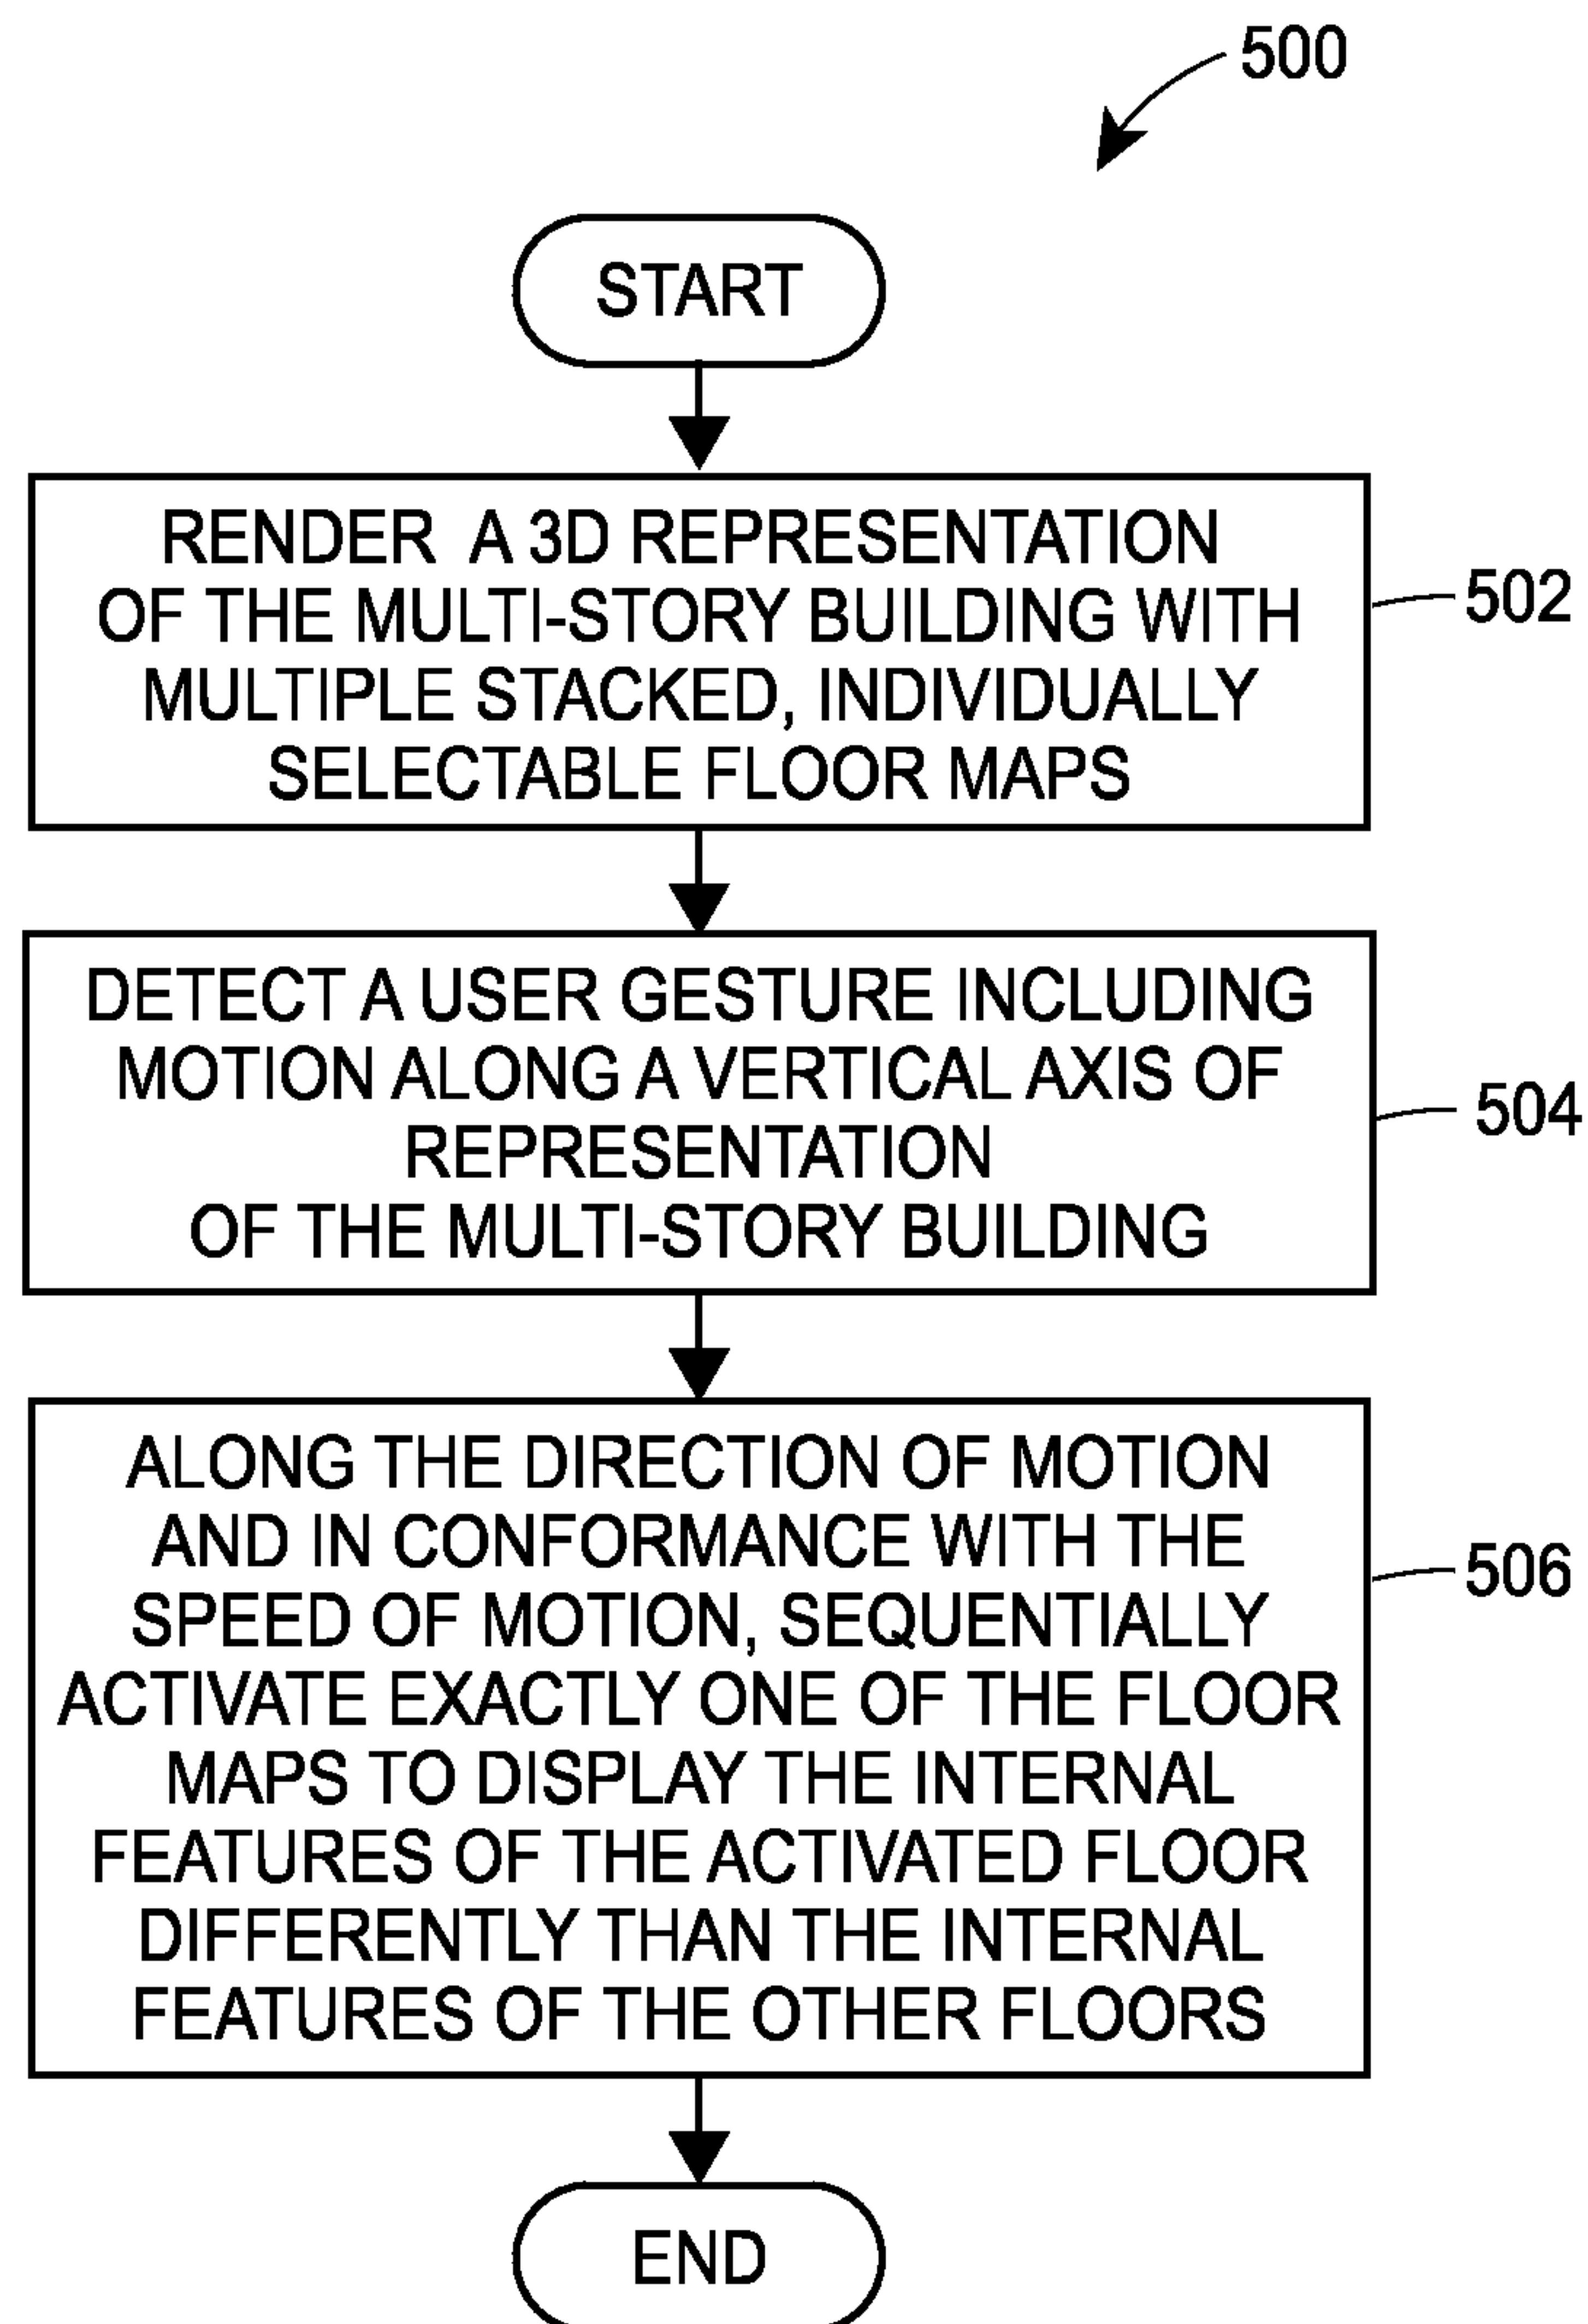 500
START
RENDER A 3D REPRESENTATION
OF THE MULTI-STORY BUILDING WITH
MULTIPLE STACKED, INDIVIDUALLY
SELECTABLE FLOOR MAPS
502
DETECT A USER GESTURE INCLUDING
MOTION ALONG A VERTICAL AXIS OF
REPRESENTATION
OF THE MULTI-STORY BUILDING
504
ALONG THE DIRECTION OF MOTION
AND IN CONFORMANCE WITH THE
SPEED OF MOTION, SEQUENTIALLY
ACTIVATE EXACTLY ONE OF THE FLOOR
MAPS TO DISPLAY THE INTERNAL
FEATURES OF THE ACTIVATED FLOOR
DIFFERENTLY THAN THE INTERNAL
FEATURES OF THE OTHER FLOORS
506
END